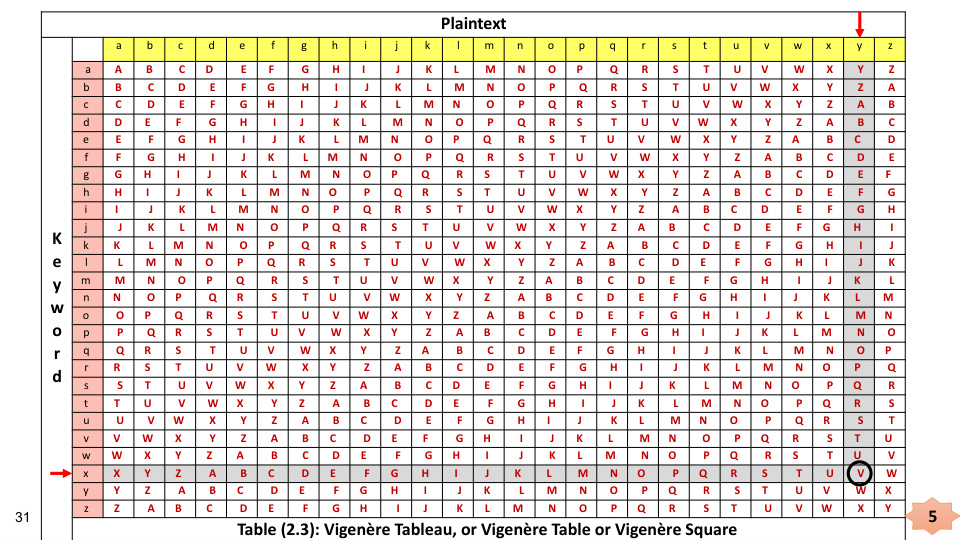 Plaintext
a b c d e f g h i j k l m n o p q r s t u v w x y z
a A B C D E F G H I J K L M N O P Q R S T U V W X Y Z
b B C D E F G H I J K L M N O P Q R S T U V W X Y Z A
c C D E F G H I J K L M N O P Q R S T U V W X Y Z A B
d D E F G H I J K L M N O P Q R S T U V W X Y Z A B C
e E F G H I J K L M N O P Q R S T U V W X Y Z A B C D
f F G H I J K L M N O P Q R S T U V W X Y Z A B C D E
g G H I J K L M N O P Q R S T U V W X Y Z A B C D E F
h H I J K L M N O P Q R S T U V W X Y Z A B C D E F G
i I J K L M N O P Q R S T U V W X Y Z A B C D E F G H
j J K L M N O P Q R S T U V W X Y Z A B C D E F G H I
k K L M N O P Q R S T U V W X Y Z A B C D E F G H I J
l L M N O P Q R S T U V W X Y Z A B C D E F G H I J K
m M N O P Q R S T U V W X Y Z A B C D E F G H I J K L
n N O P Q R S T U V W X Y Z A B C D E F G H I J K L M
o O P Q R S T U V W X Y Z A B C D E F G H I J K L M N
p P Q R S T U V W X Y Z A B C D E F G H I J K L M N O
q Q R S T U V W X Y Z A B C D E F G H I J K L M N O P
r R S T U V W X Y Z A B C D E F G H I J K L M N O P Q
s S T U V W X Y Z A B C D E F G H I J K L M N O P Q R
t T U V W X Y Z A B C D E F G H I J K L M N O P Q R S
u U V W X Y Z A B C D E F G H I J K L M N O P Q R S T
v V W X Y Z A B C D E F G H I J K L M N O P Q R S T U
w W X Y Z A B C D E F G H I J K L M N O P Q R S T U V
x X Y Z A B C D E F G H I J K L M N O P Q R S T U V W
y Y Z A B C D E F G H I J K L M N O P Q R S T U V W X
z Z A B C D E F G H I J K L M N O P Q R S T U V W X Y
Keyword
Table (2.3): Vigenère Tableau, or Vigenère Table or Vigenère Square
31
5